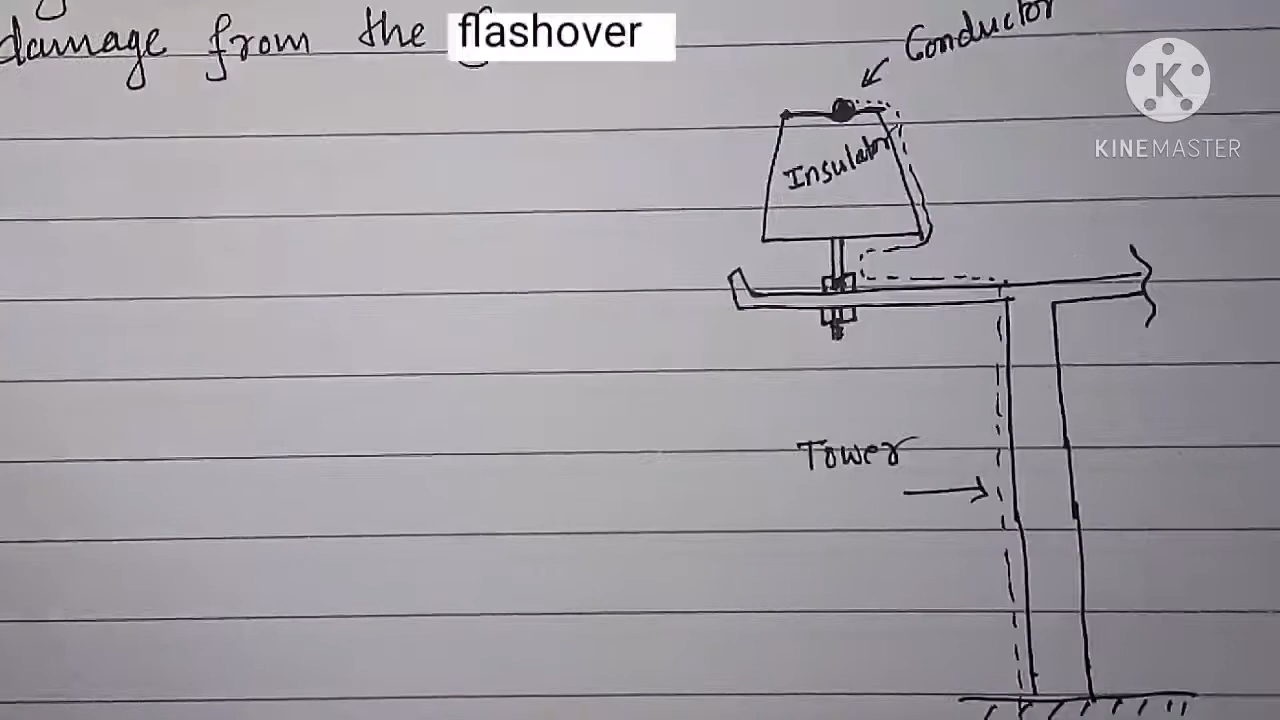 damage from the flashover
Conductor
K
KINEMASTER
Insulator
Tower